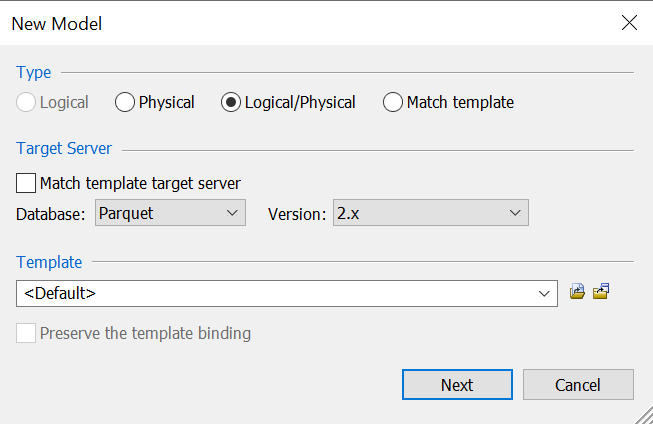 New Model
Type
Logical Physical Logical/Physical Match template
Target Server
Match template target server
Database: Parquet Version: 2.x
Template
<Default>
Preserve the template binding
Next Cancel